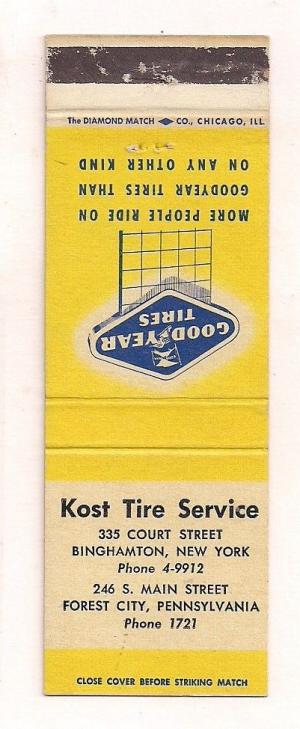 The DIAMOND MATCH CO., CHICAGO, ILL.
MORE PEOPLE RIDE ON
GOODYEAR TIRES THAN
ON ANY OTHER KIND
GOODYEAR
TIRES
Kost Tire Service
335 COURT STREET
BINGHAMTON, NEW YORK
Phone 4-9912
246 S. MAIN STREET
FOREST CITY, PENNSYLVANIA
Phone 1721
CLOSE COVER BEFORE STRIKING MATCH